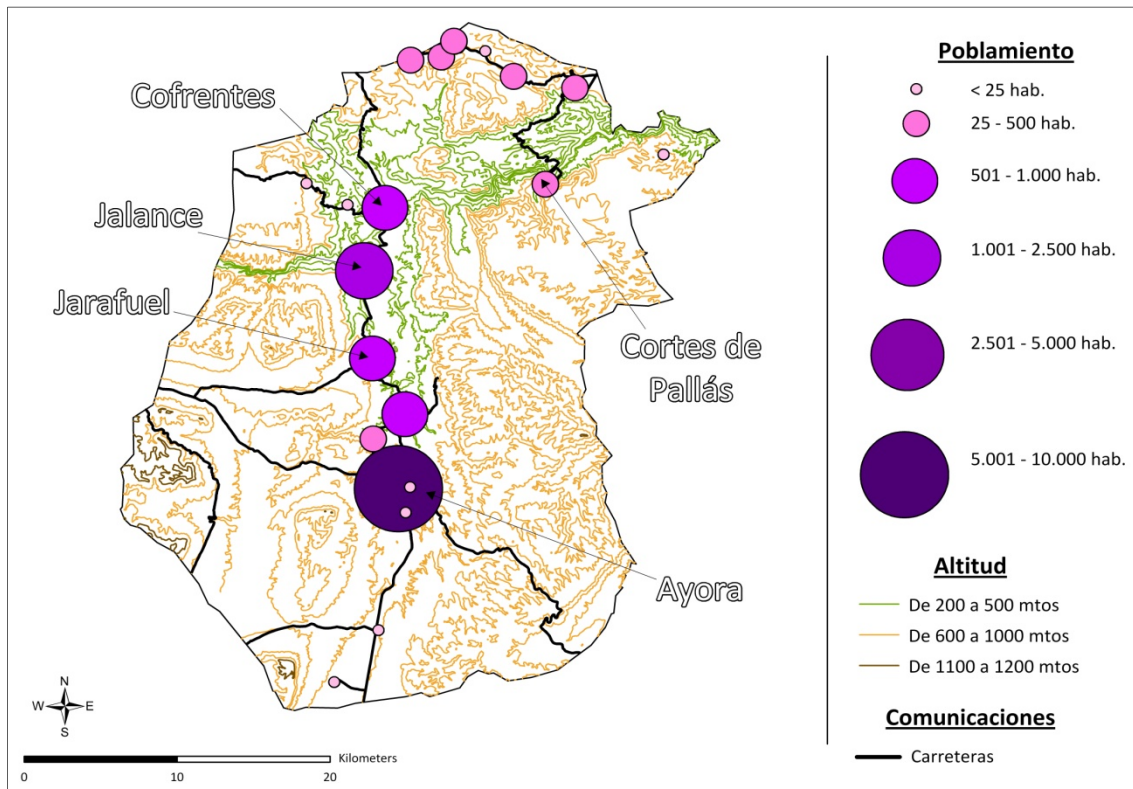 Cofrentes
Jalance
Jarafuel
Cortes de
Pallás
Ayora
N
W E
S
Kilometers
0 10 20
Poblamiento
< 25 hab.
25 - 500 hab.
501 - 1.000 hab.
1.001 - 2.500 hab.
2.501 - 5.000 hab.
5.001 - 10.000 hab.
Altitud
De 200 a 500 mtos
De 600 a 1000 mtos
De 1100 a 1200 mtos
Comunicaciones
Carreteras